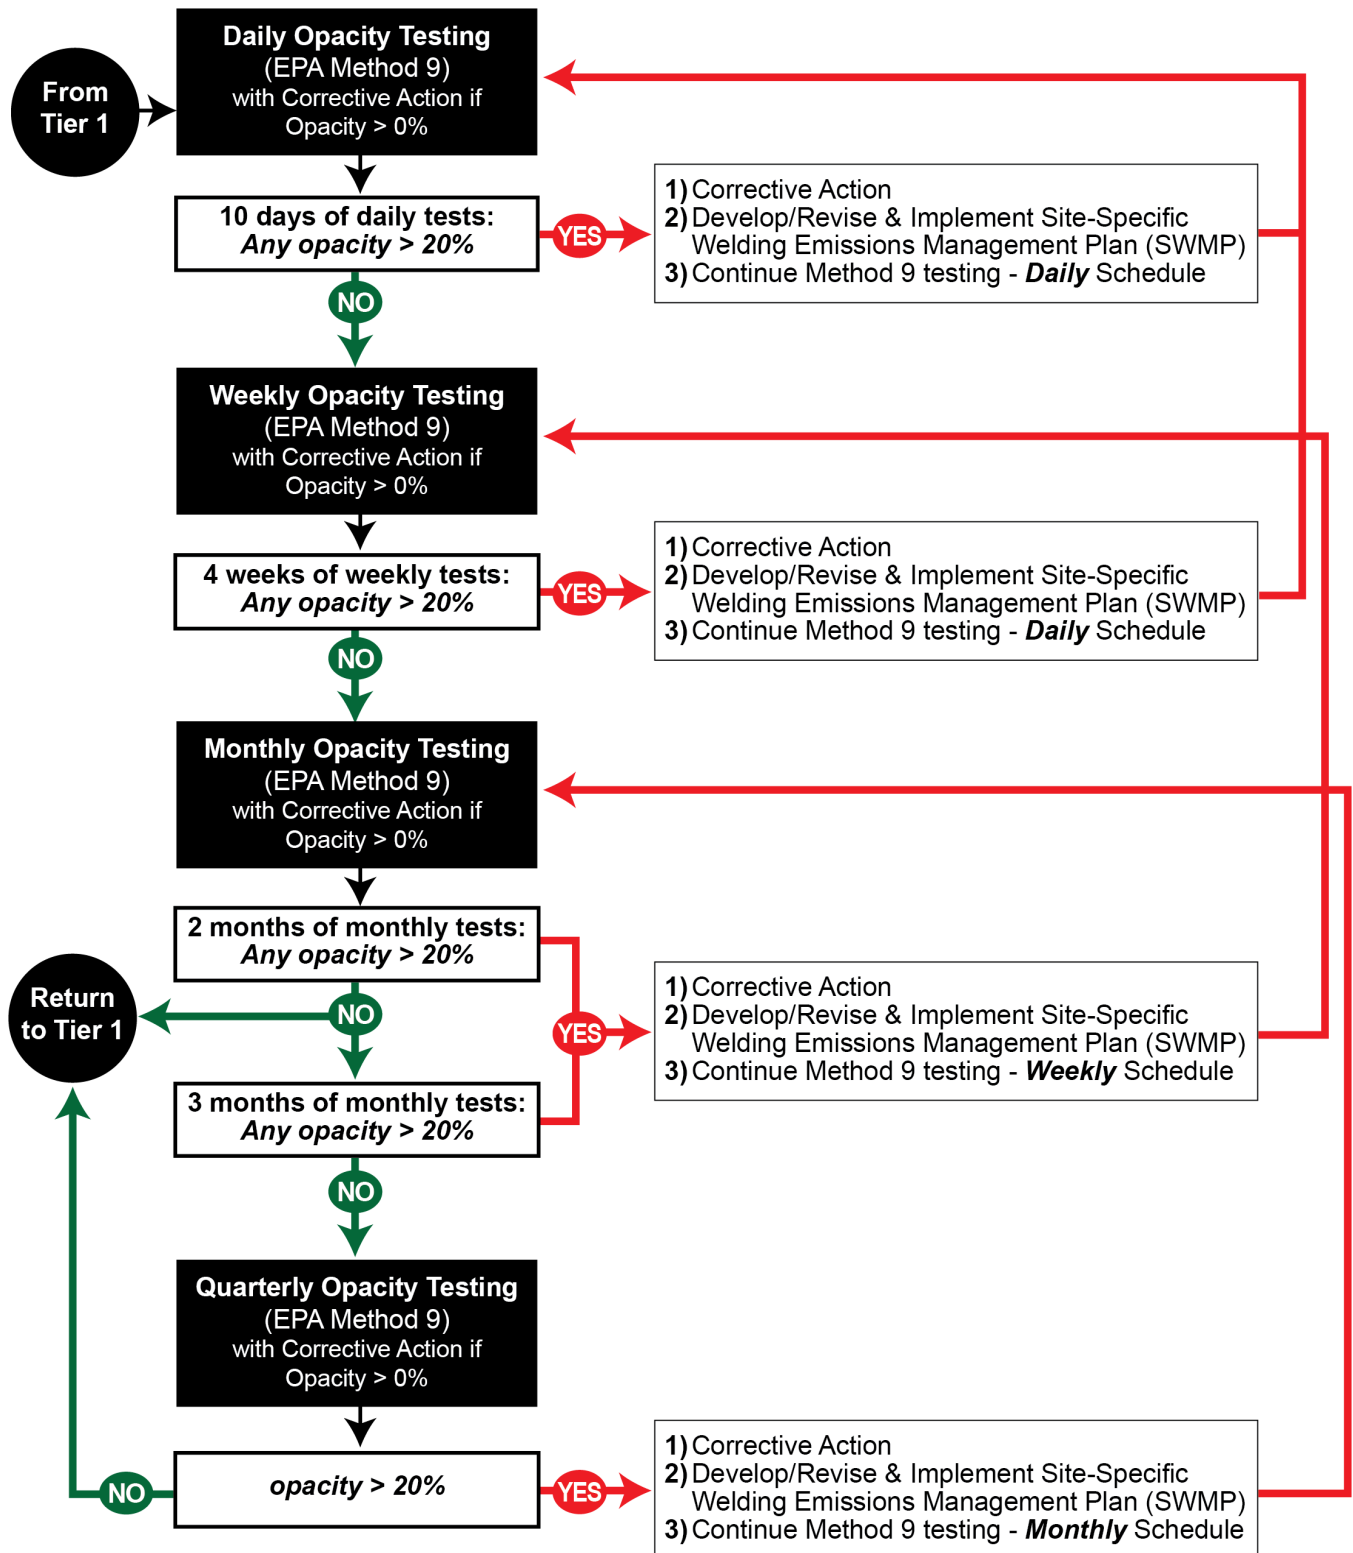 From
Tier 1
Daily Opacity Testing
(EPA Method 9)
with Corrective Action if
Opacity > 0%
10 days of daily tests:
Any opacity > 20%
YES
1) Corrective Action
2) Develop/Revise & Implement Site-Specific
Welding Emissions Management Plan (SWMP)
3) Continue Method 9 testing - Daily Schedule
NO
Weekly Opacity Testing
(EPA Method 9)
with Corrective Action if
Opacity > 0%
4 weeks of weekly tests:
Any opacity > 20%
YES
1) Corrective Action
2) Develop/Revise & Implement Site-Specific
Welding Emissions Management Plan (SWMP)
3) Continue Method 9 testing - Daily Schedule
NO
Monthly Opacity Testing
(EPA Method 9)
with Corrective Action if
Opacity > 0%
2 months of monthly tests:
Any opacity > 20%
Return
to Tier 1
NO
YES
1) Corrective Action
2) Develop/Revise & Implement Site-Specific
Welding Emissions Management Plan (SWMP)
3) Continue Method 9 testing - Weekly Schedule
3 months of monthly tests:
Any opacity > 20%
NO
Quarterly Opacity Testing
(EPA Method 9)
with Corrective Action if
Opacity > 0%
NO
opacity > 20%
YES
1) Corrective Action
2) Develop/Revise & Implement Site-Specific
Welding Emissions Management Plan (SWMP)
3) Continue Method 9 testing - Monthly Schedule